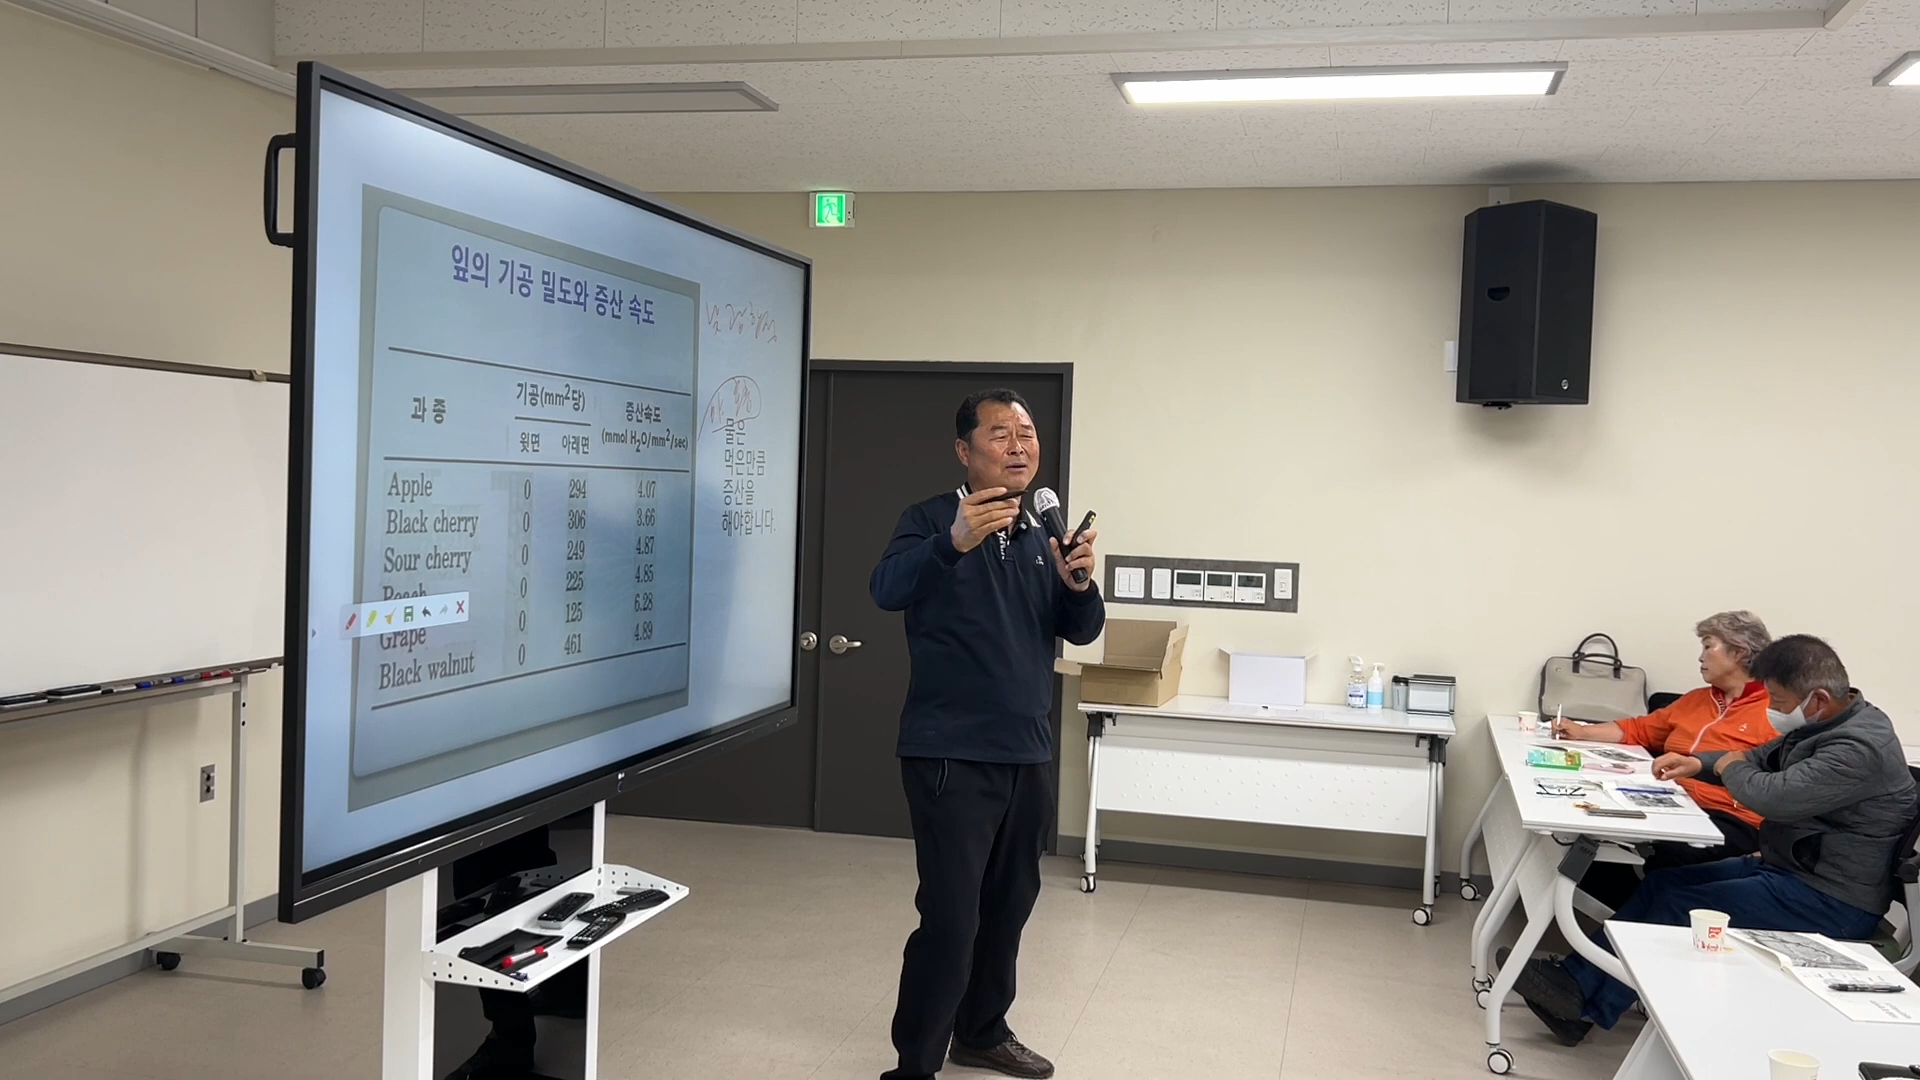 잎의 기공 밀도와 증산 속도
과 종 기공(mm2당) 증산속도
(mmol H2O/mm2/sec)
윗면 아래면
Apple 0 294 4.07
Black cherry 0 306 3.66
Sour cherry 0 249 4.87
Peach 0 225 4.85
Grape 0 125 6.28
Black walnut 0 461 4.89
물은
먹은만큼
증산을
해야합니다.